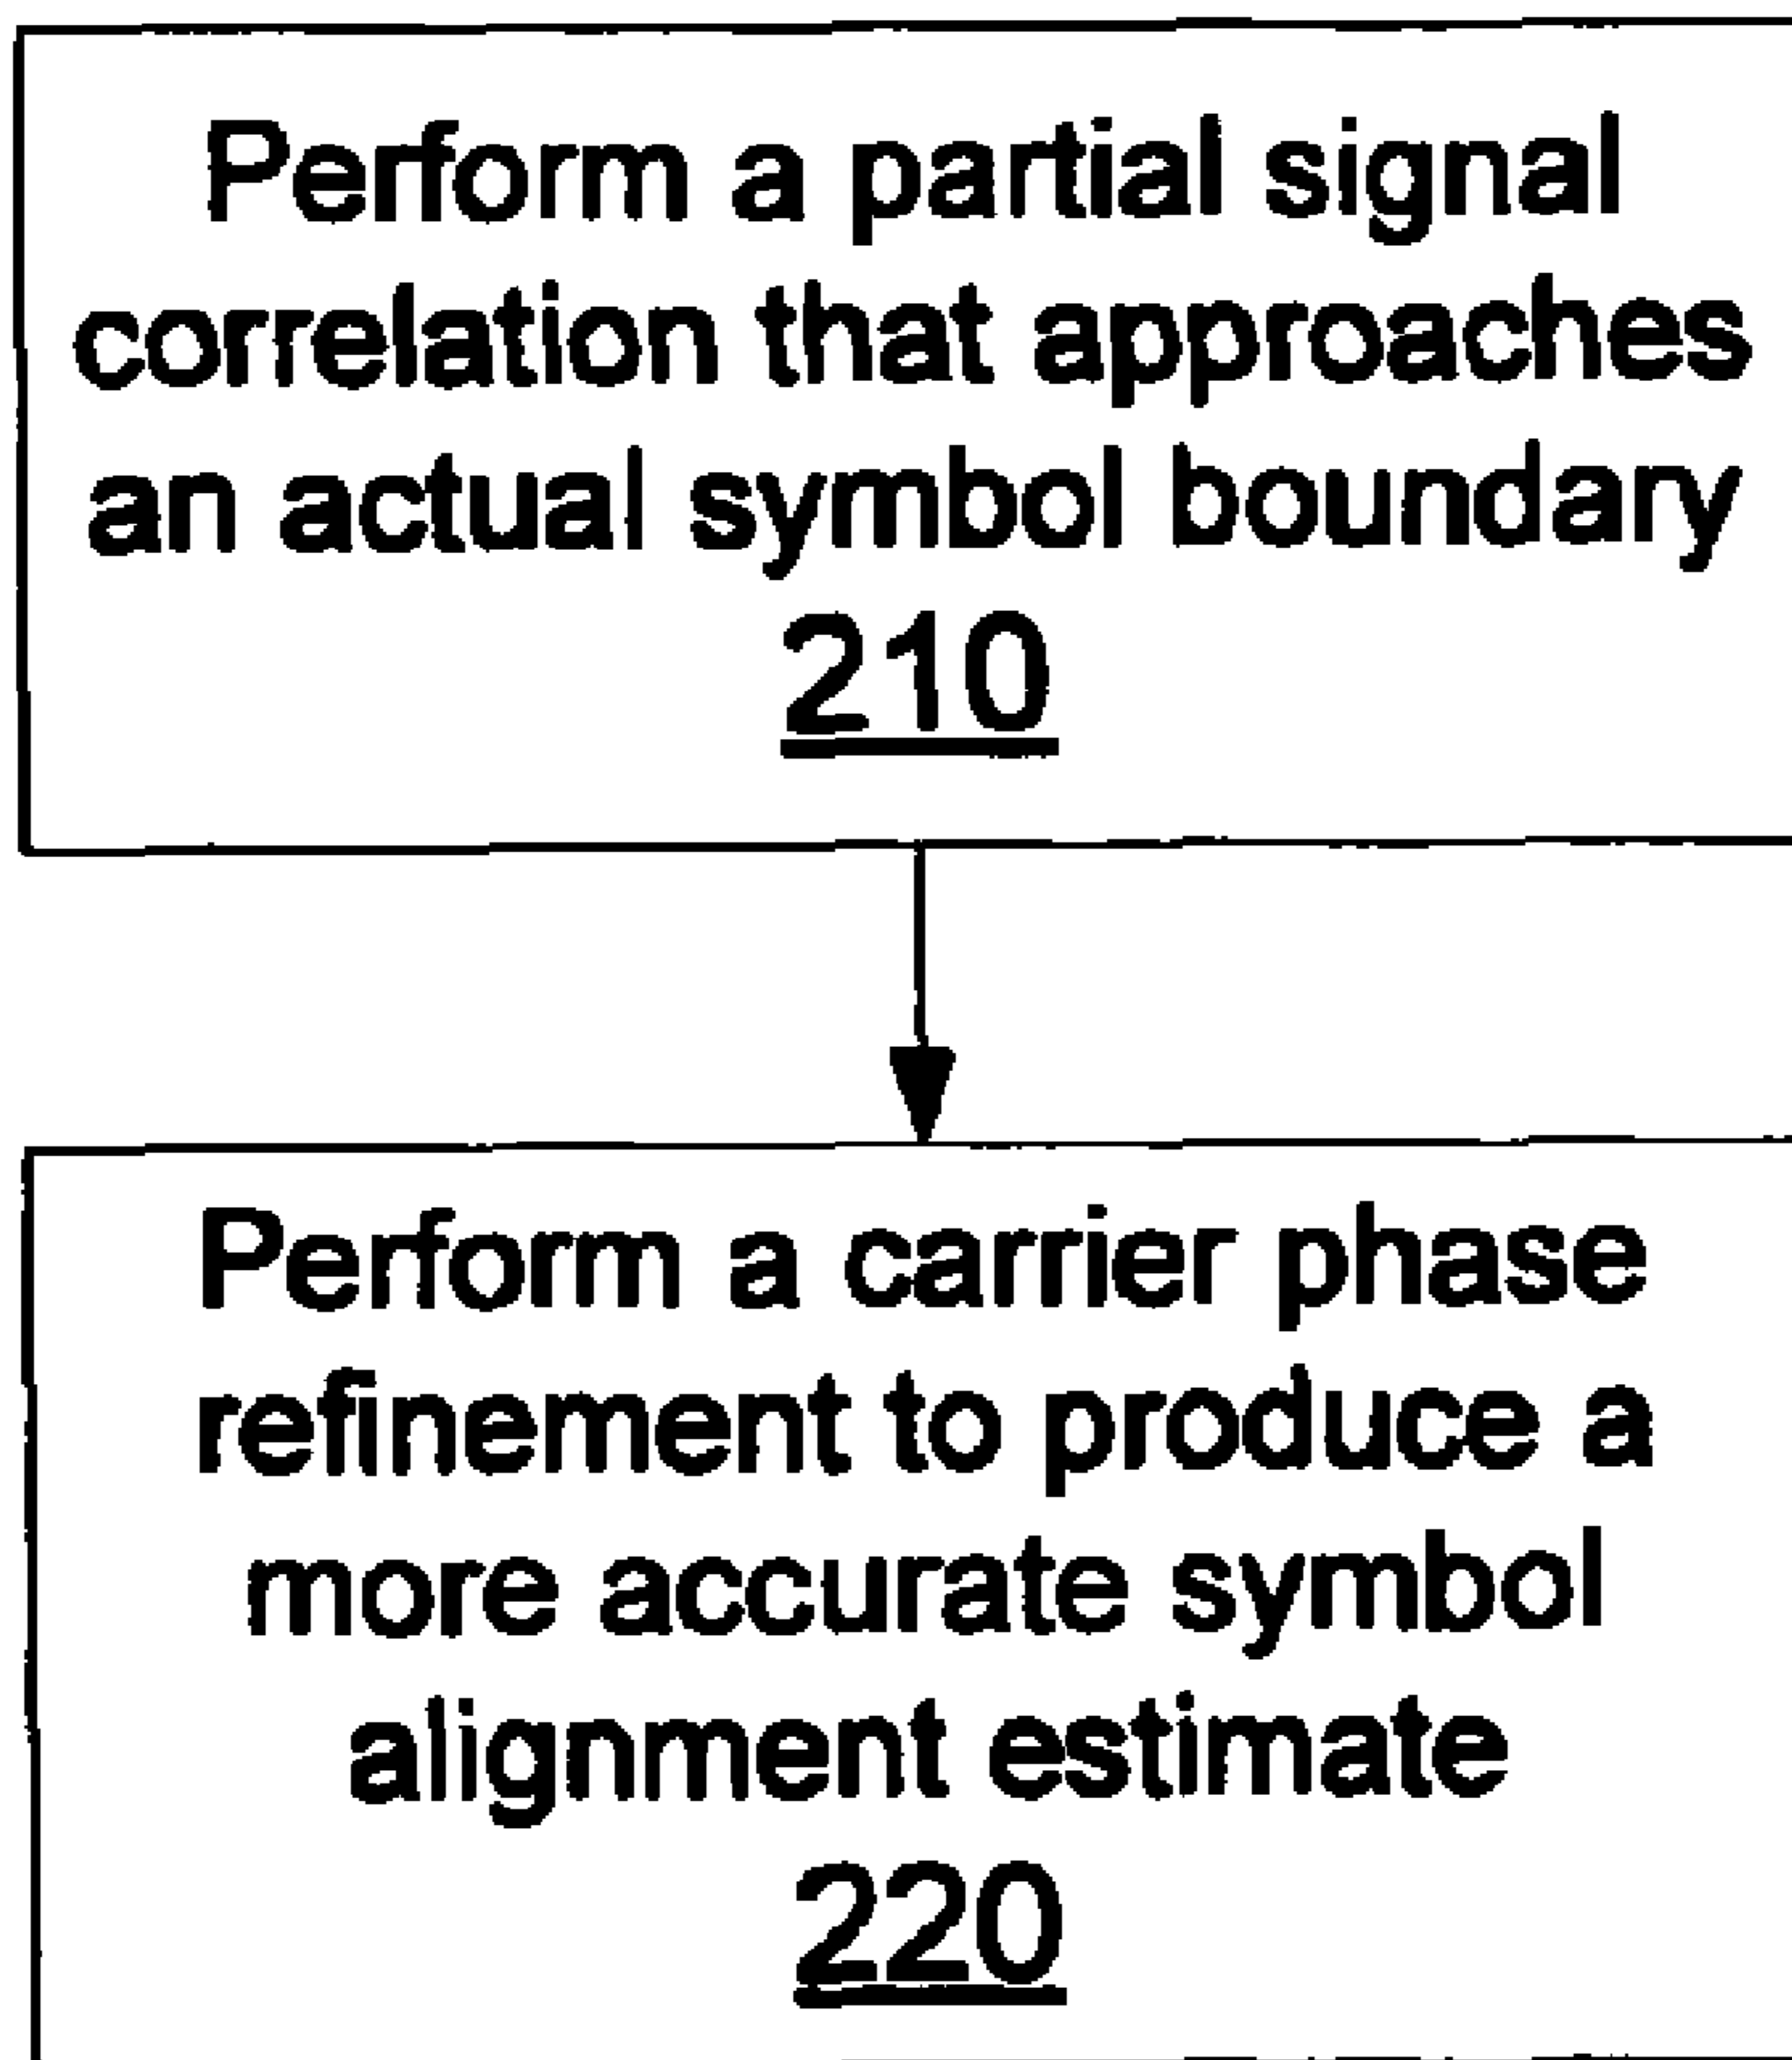 Perform a partial signal
correlation that approaches
an actual symbol boundary
210
Perform a carrier phase
refinement to produce a
more accurate symbol
alignment estimate
220